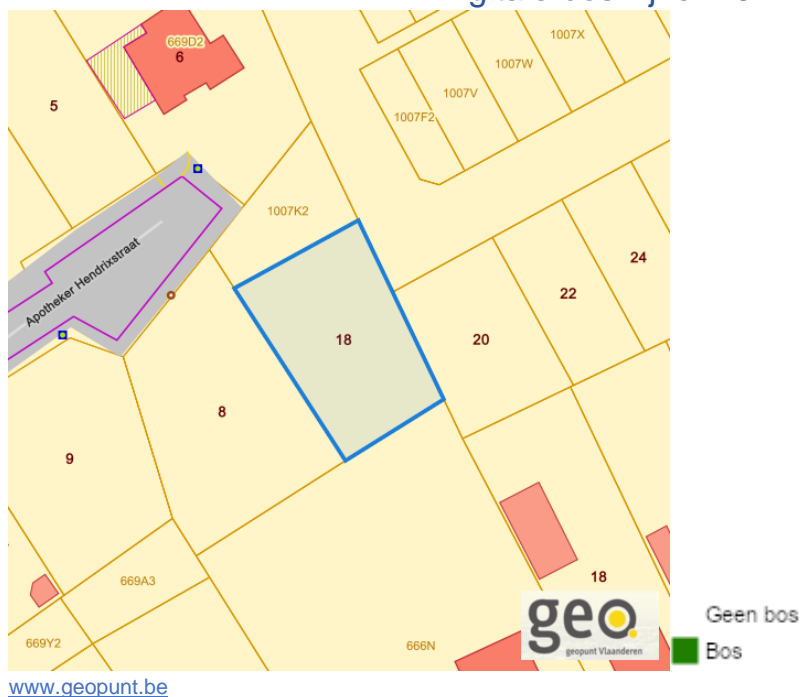 669D2
6
5
1007X
1007W
1007V
1007F2
1007K2
Apotheker Hendrixstraat
24
22
20
18
8
9
669A3
18
669Y2
666N
geo
geopunt Vlaanderen
Geen bos
Bos
www.geopunt.be